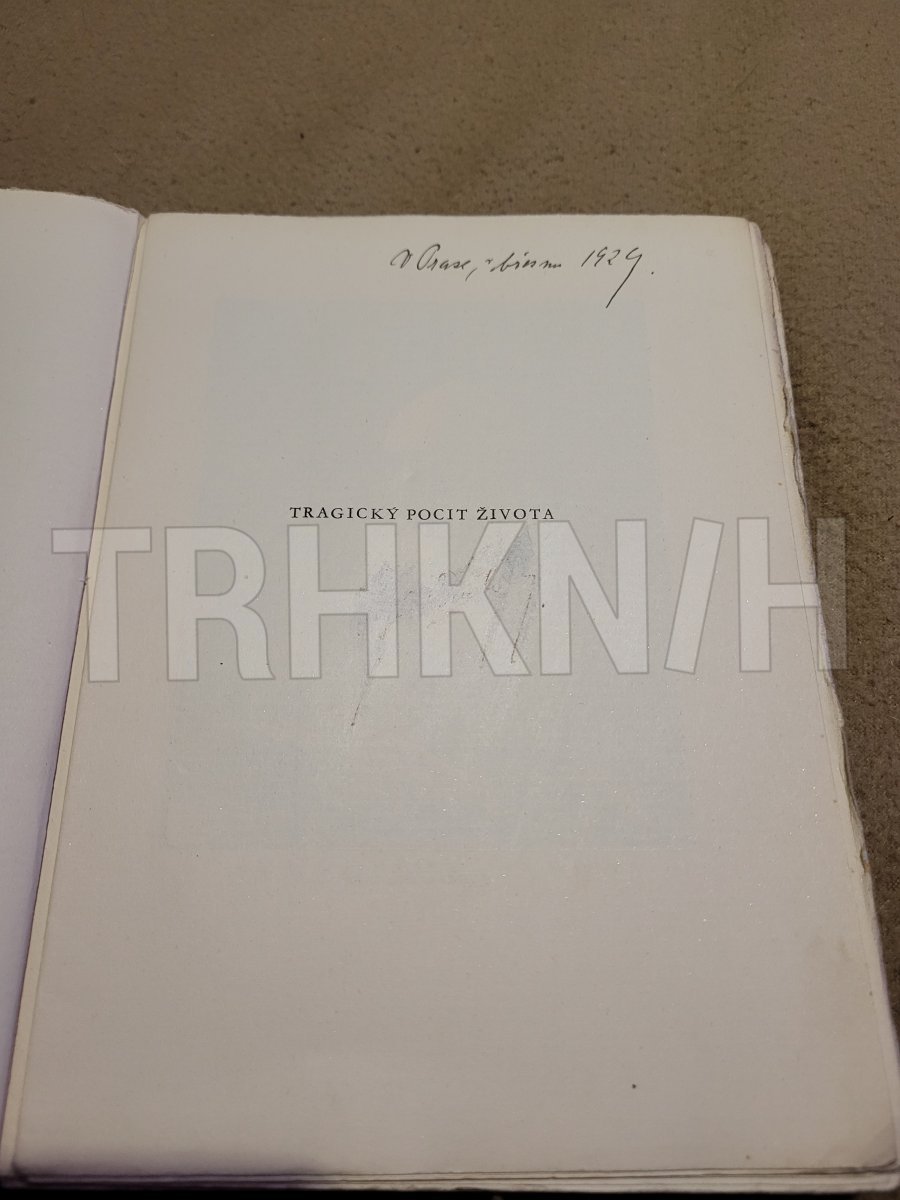 V Praze, v březnu 1929.
TRAGICKÝ POCIT ŽIVOTA
TRHKNIH